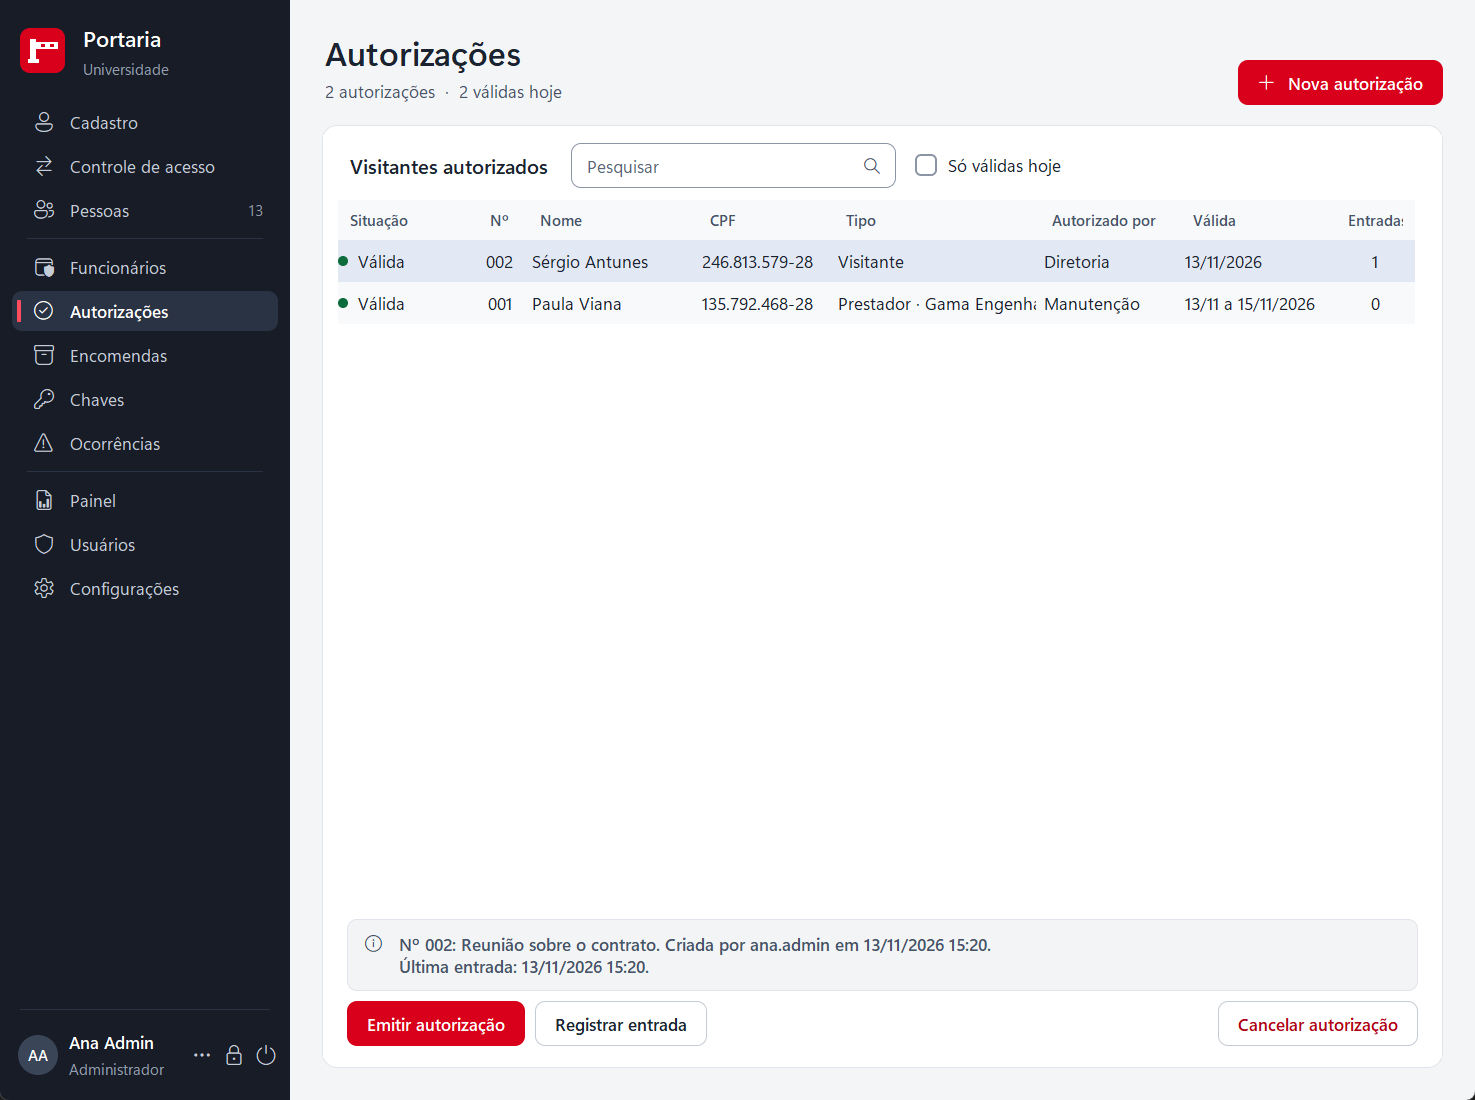 Portaria
Universidade
Cadastro
Controle de acesso
Pessoas 13
Funcionários
Autorizações
Encomendas
Chaves
Ocorrências
Painel
Usuários
Configurações
AA
Ana Admin
Administrador
Autorizações
2 autorizações · 2 válidas hoje
Nova autorização
Visitantes autorizados
Pesquisar
Só válidas hoje
Situação Nº Nome CPF Tipo Autorizado por Válida Entradas
Válida 002 Sérgio Antunes 246.813.579-28 Visitante Diretoria 13/11/2026 1
Válida 001 Paula Viana 135.792.468-28 Prestador · Gama Engenha Manutenção 13/11 a 15/11/2026 0
Nº 002: Reunião sobre o contrato. Criada por ana.admin em 13/11/2026 15:20.
Última entrada: 13/11/2026 15:20.
Emitir autorização
Registrar entrada
Cancelar autorização